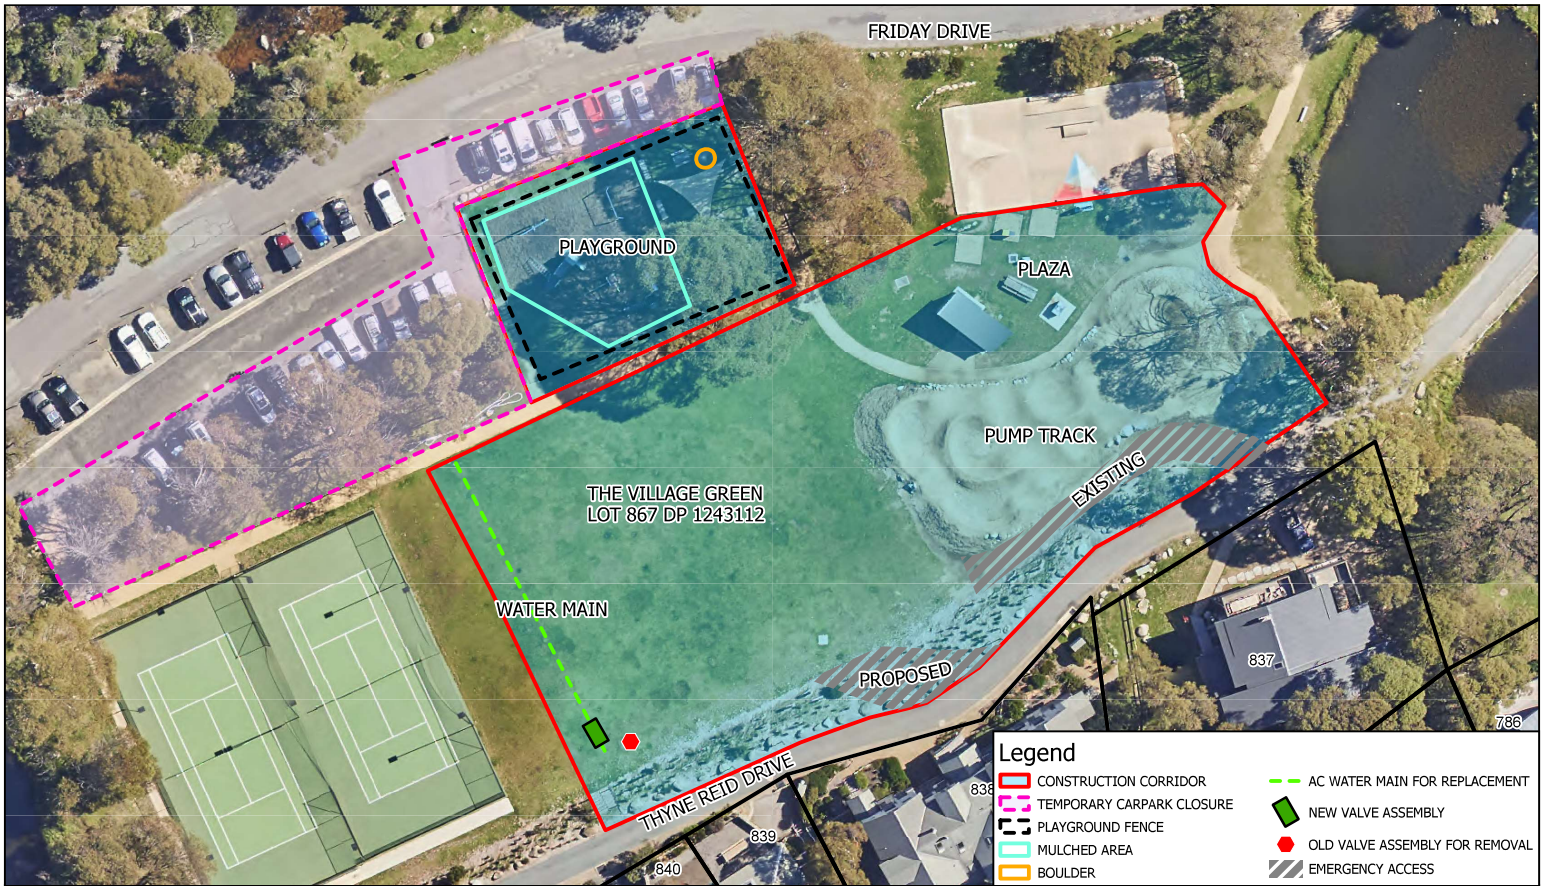 FRIDAY DRIVE
PLAYGROUND
PLAZA
PUMP TRACK
EXISTING
THE VILLAGE GREEN
LOT 867 DP 1243112
WATER MAIN
PROPOSED
837
786
THYNE REID DRIVE
838
839
840
Legend
CONSTRUCTION CORRIDOR
TEMPORARY CARPARK CLOSURE
PLAYGROUND FENCE
MULCHED AREA
BOULDER
AC WATER MAIN FOR REPLACEMENT
NEW VALVE ASSEMBLY
OLD VALVE ASSEMBLY FOR REMOVAL
EMERGENCY ACCESS